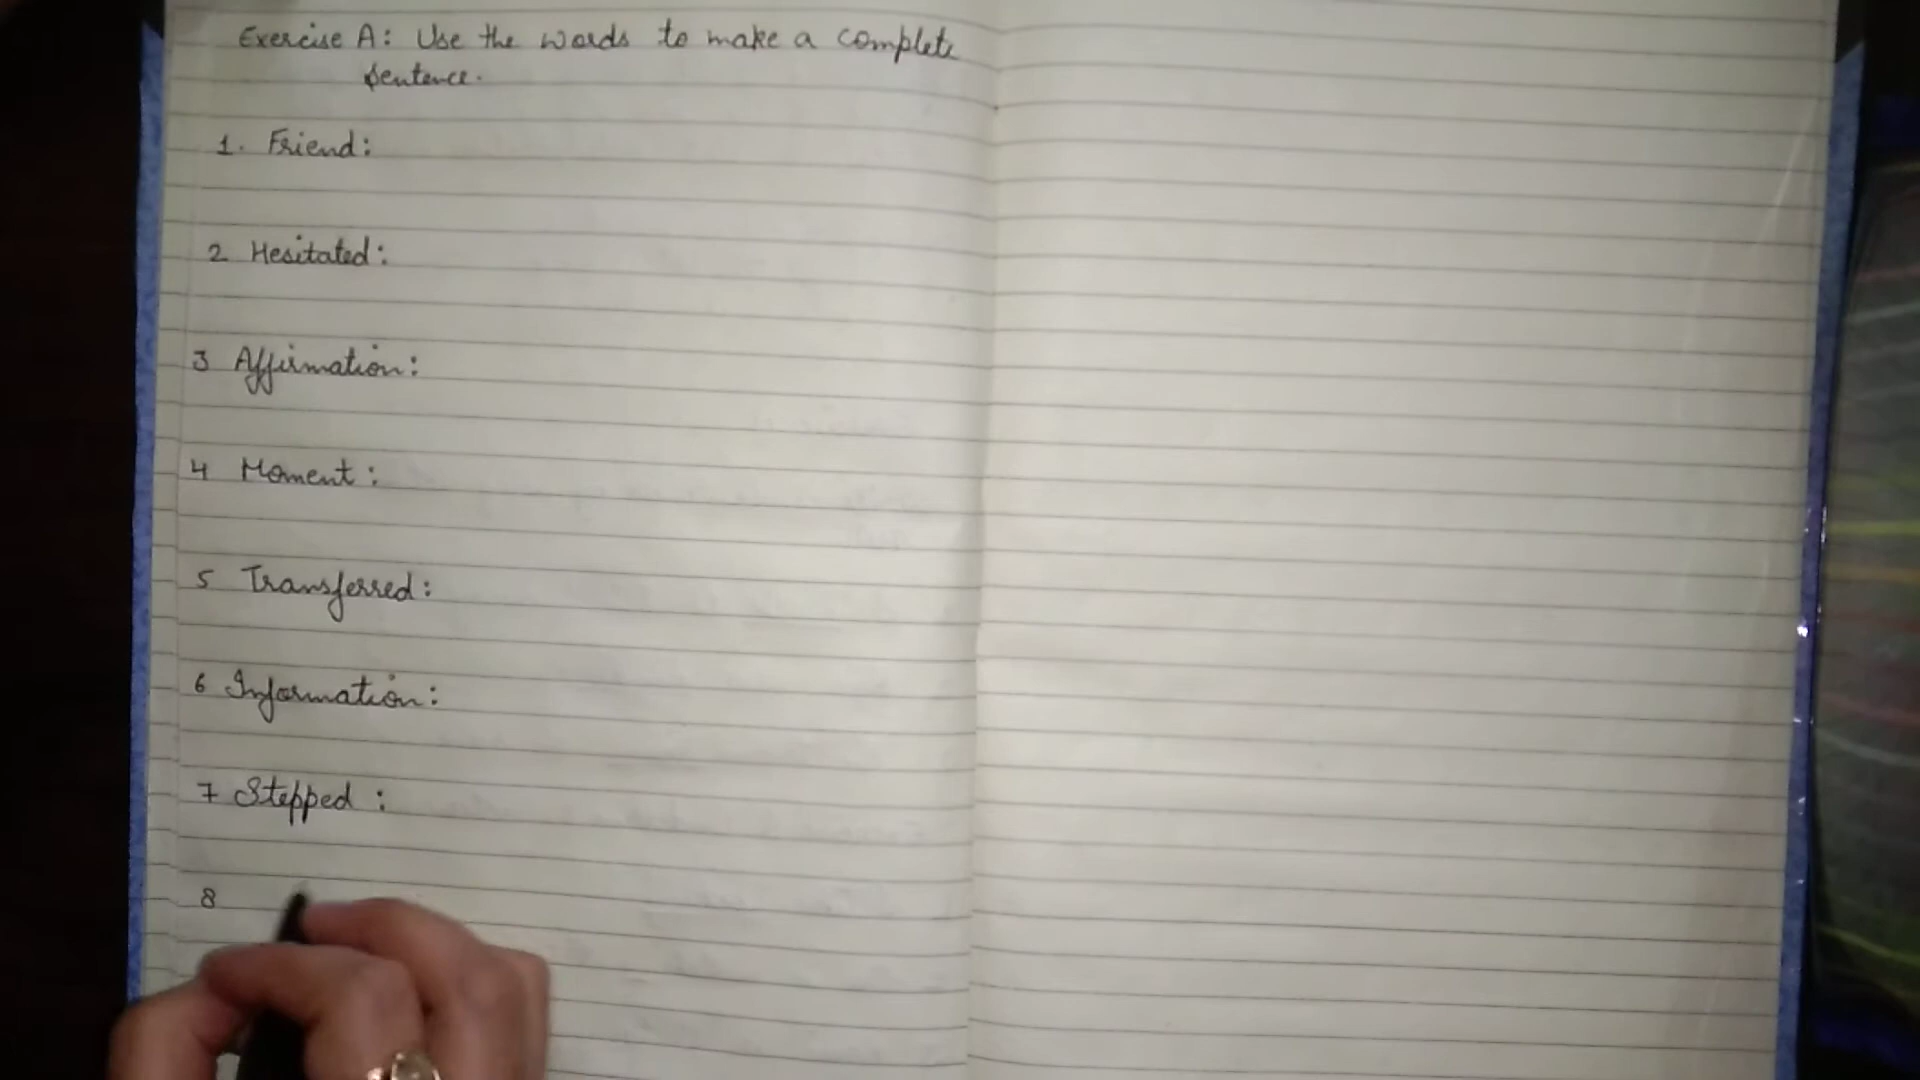 Exercise A: Use the words to make a complete
sentence.
1. Friend:
2 Hesitated:
3 Affirmation:
4 Moment:
5 Transferred:
6 Information:
7 Stepped:
8